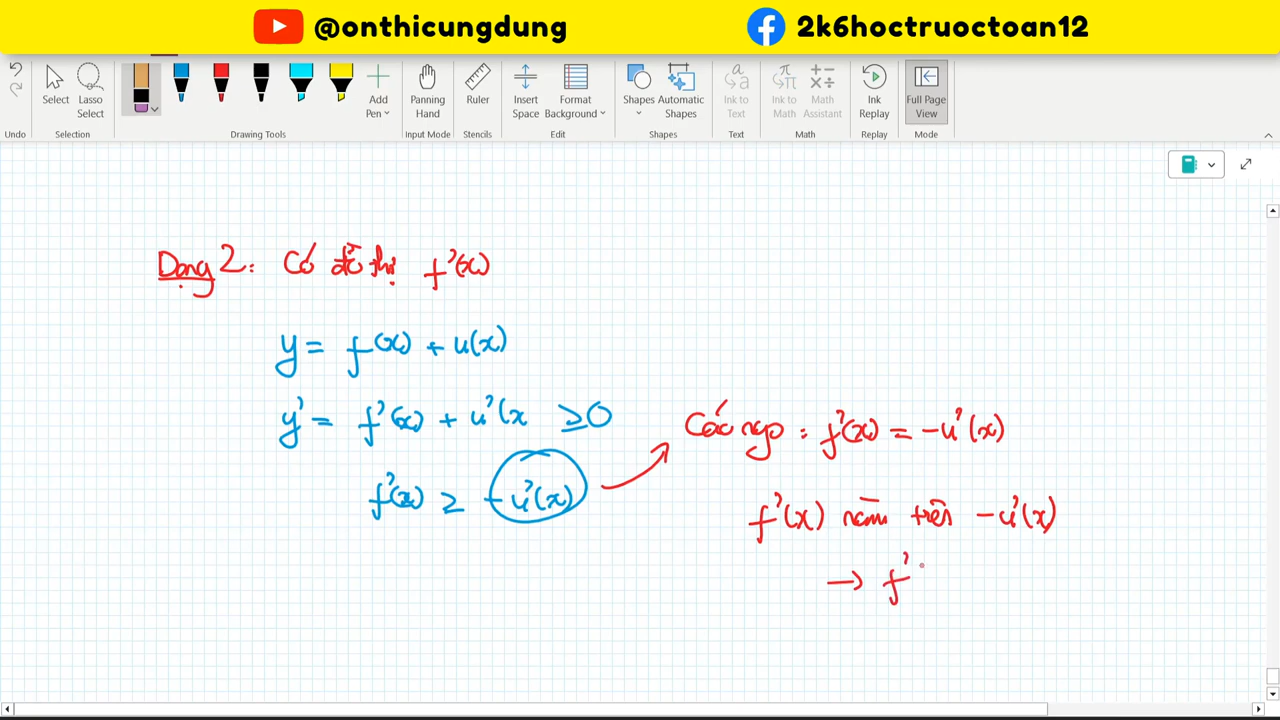 @onthicungdung
2k6hoctruoctoan12
Undo
Select
Lasso Select
Add Pen
Panning Hand
Ruler
Insert Space
Format Background
Shapes
Automatic Shapes
Ink to Text
Ink to Math
Math Assistant
Ink Replay
Full Page View
Undo
Selection
Drawing Tools
Input Mode
Stencils
Edit
Shapes
Text
Math
Replay
Mode
Dạng 2: Có đồ thị f'(x)
y = f(x) + u(x)
y' = f'(x) + u'(x ≥ 0
f'(x) ≥ -u'(x)
: f'(x) = -u'(x)
f'(x) nằm trên -u'(x)
→ f'